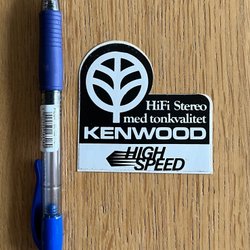 HiFi Stereo
med tonkvalitet
KENWOOD
HIGH
SPEED